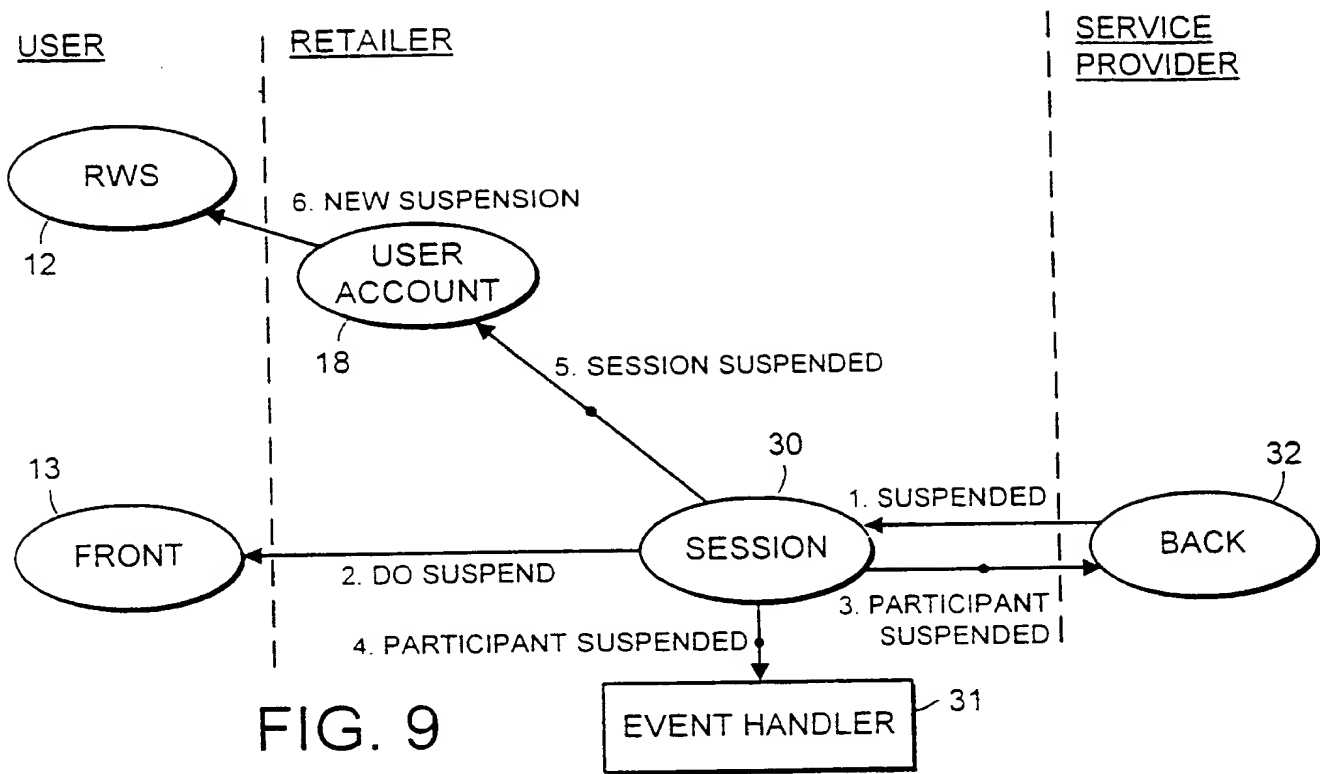 USER
RETAILER
SERVICE
PROVIDER
RWS
12
6. NEW SUSPENSION
USER
ACCOUNT
18
5. SESSION SUSPENDED
13
FRONT
2. DO SUSPEND
30
SESSION
1. SUSPENDED
32
BACK
3. PARTICIPANT
SUSPENDED
4. PARTICIPANT SUSPENDED
EVENT HANDLER
31
FIG. 9